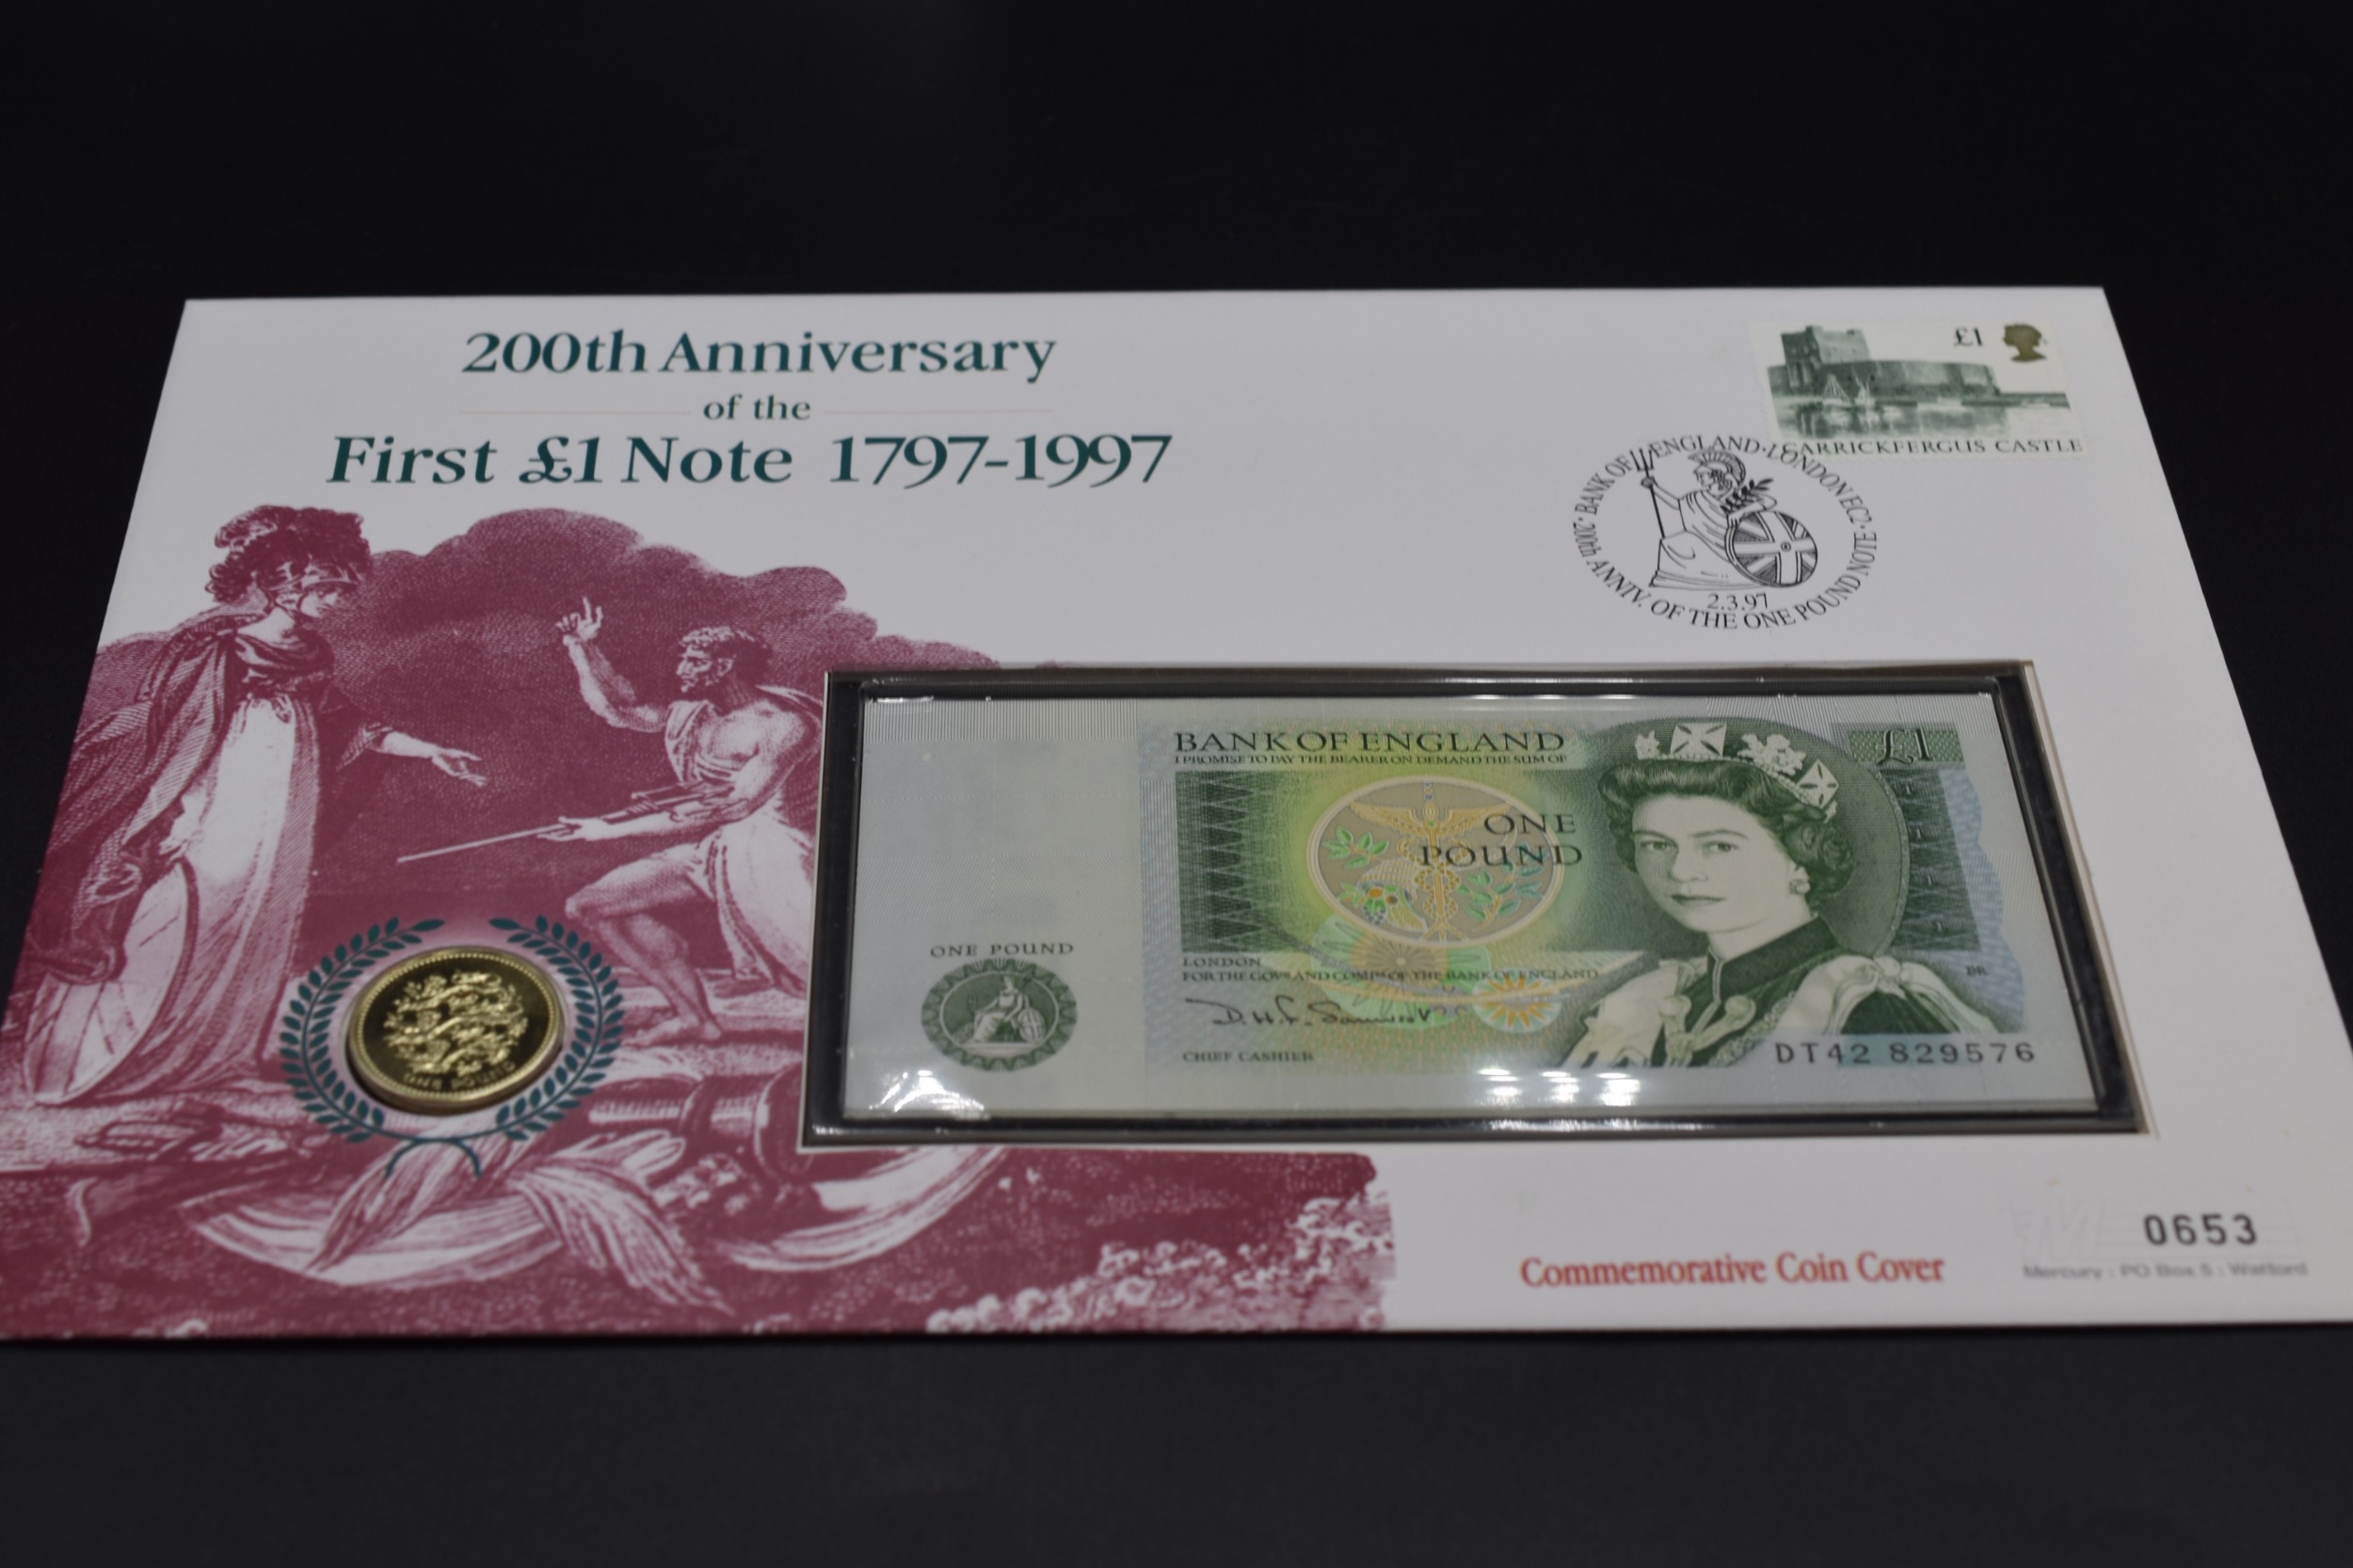 200th Anniversary
of the
First £1 Note 1797-1997
£1
CARRICKFERGUS CASTLE
200th ANNIV. OF THE ONE POUND NOTE · BANK OF ENGLAND · LONDON EC2 ·
2.3.97
BANK OF ENGLAND
I PROMISE TO PAY THE BEARER ON DEMAND THE SUM OF
£1
ONE
POUND
ONE POUND
LONDON
FOR THE GOVR AND COMPA OF THE BANK OF ENGLAND
CHIEF CASHIER
DT42 829576
ONE POUND
0653
Commemorative Coin Cover
Mercury : PO Box 5 : Watford